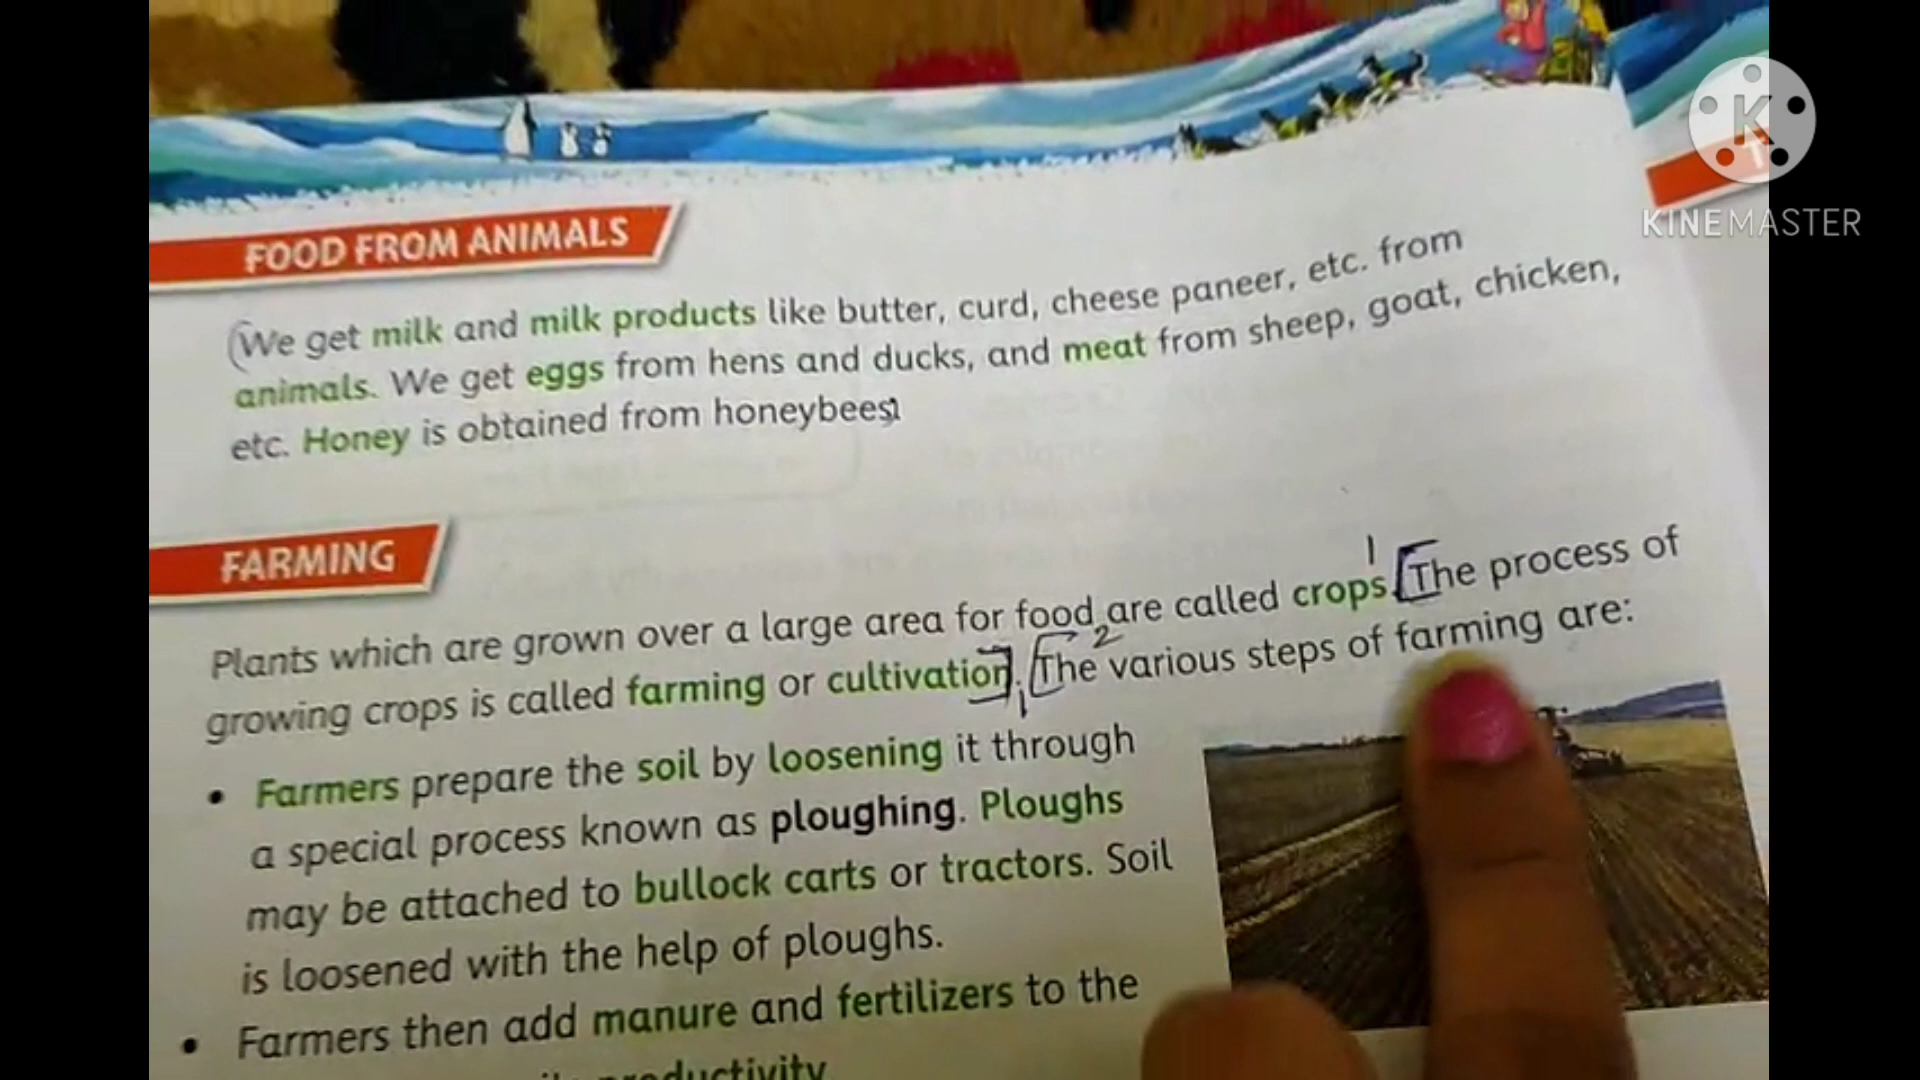 K
KINEMASTER
FOOD FROM ANIMALS
We get milk and milk products like butter, curd, cheese paneer, etc. from
animals. We get eggs from hens and ducks, and meat from sheep, goat, chicken,
etc. Honey is obtained from honeybees
FARMING
1
Plants which are grown over a large area for food are called crops. The process of
2
growing crops is called farming or cultivation. The various steps of farming are:
1
• Farmers prepare the soil by loosening it through
a special process known as ploughing. Ploughs
may be attached to bullock carts or tractors. Soil
is loosened with the help of ploughs.
• Farmers then add manure and fertilizers to the
productivity